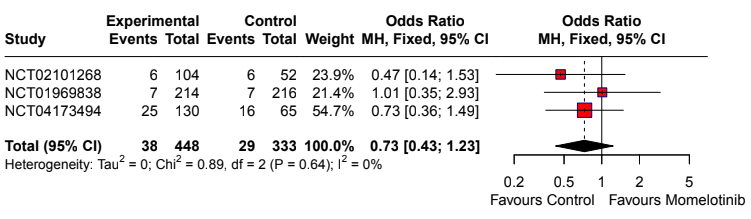 Experimental Control Odds Ratio Odds Ratio
Study Events Total Events Total Weight MH, Fixed, 95% CI MH, Fixed, 95% CI
NCT02101268 6 104 6 52 23.9% 0.47 [0.14; 1.53]
NCT01969838 7 214 7 216 21.4% 1.01 [0.35; 2.93]
NCT04173494 25 130 16 65 54.7% 0.73 [0.36; 1.49]
Total (95% CI) 38 448 29 333 100.0% 0.73 [0.43; 1.23]
Heterogeneity: Tau² = 0; Chi² = 0.89, df = 2 (P = 0.64); I² = 0%
0.2 0.5 1 2 5
Favours Control Favours Momelotinib